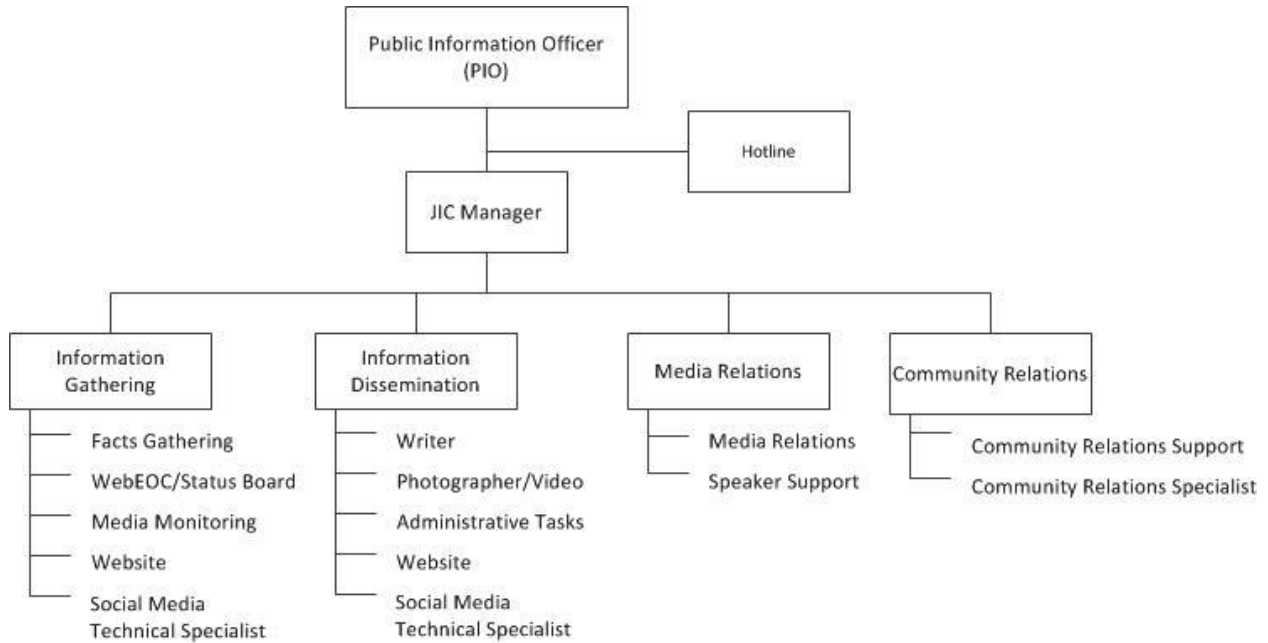 Public Information Officer
(PIO)
Hotline
JIC Manager
Information
Gathering
Facts Gathering
WebEOC/Status Board
Media Monitoring
Website
Social Media
Technical Specialist
Information
Dissemination
Writer
Photographer/Video
Administrative Tasks
Website
Social Media
Technical Specialist
Media Relations
Media Relations
Speaker Support
Community Relations
Community Relations Support
Community Relations Specialist